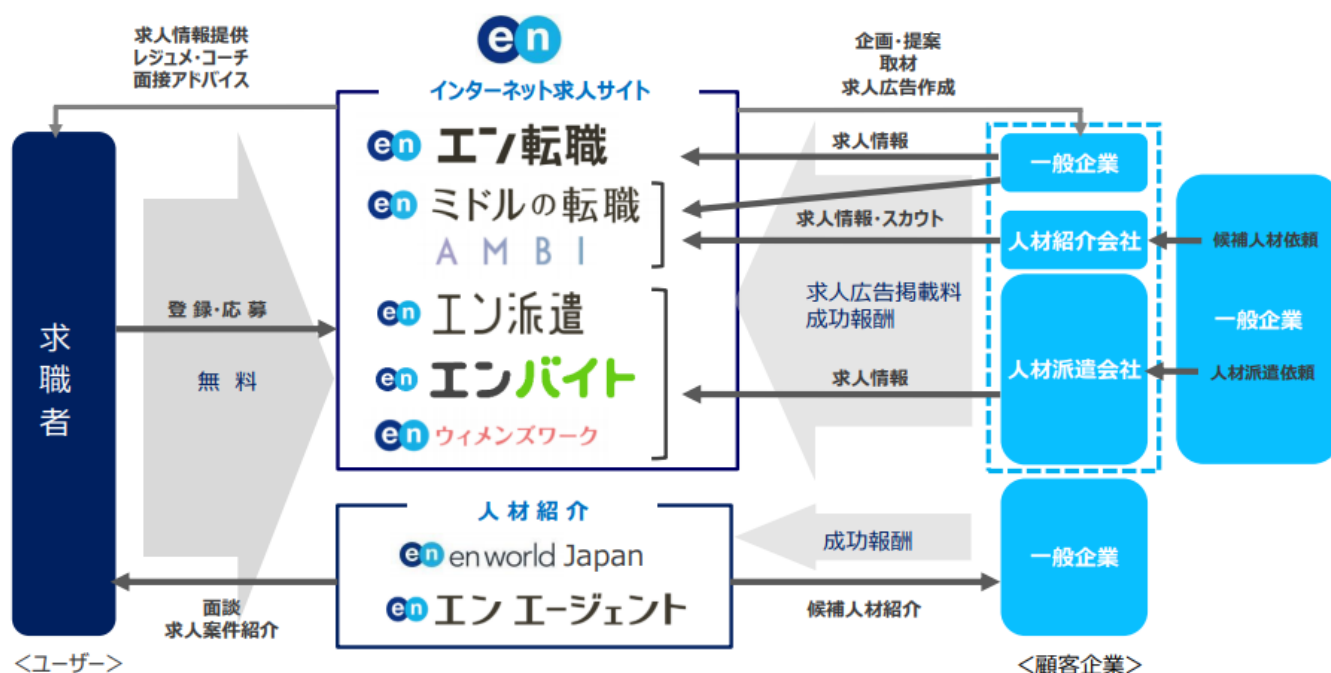 求人情報提供
レジュメ・コーチ
面接アドバイス
en
インターネット求人サイト
企画・提案
取材
求人広告作成
en エン転職
en ミドルの転職
AMBI
en エン派遣
en エンバイト
en ウィメンズワーク
求職者
登録・応募
無料
求人情報
求人情報・スカウト
求人広告掲載料
成功報酬
求人情報
一般企業
人材紹介会社
人材派遣会社
候補人材依頼
一般企業
人材派遣依頼
人材紹介
en en world Japan
en エン エージェント
面談
求人案件紹介
成功報酬
候補人材紹介
一般企業
＜ユーザー＞
＜顧客企業＞